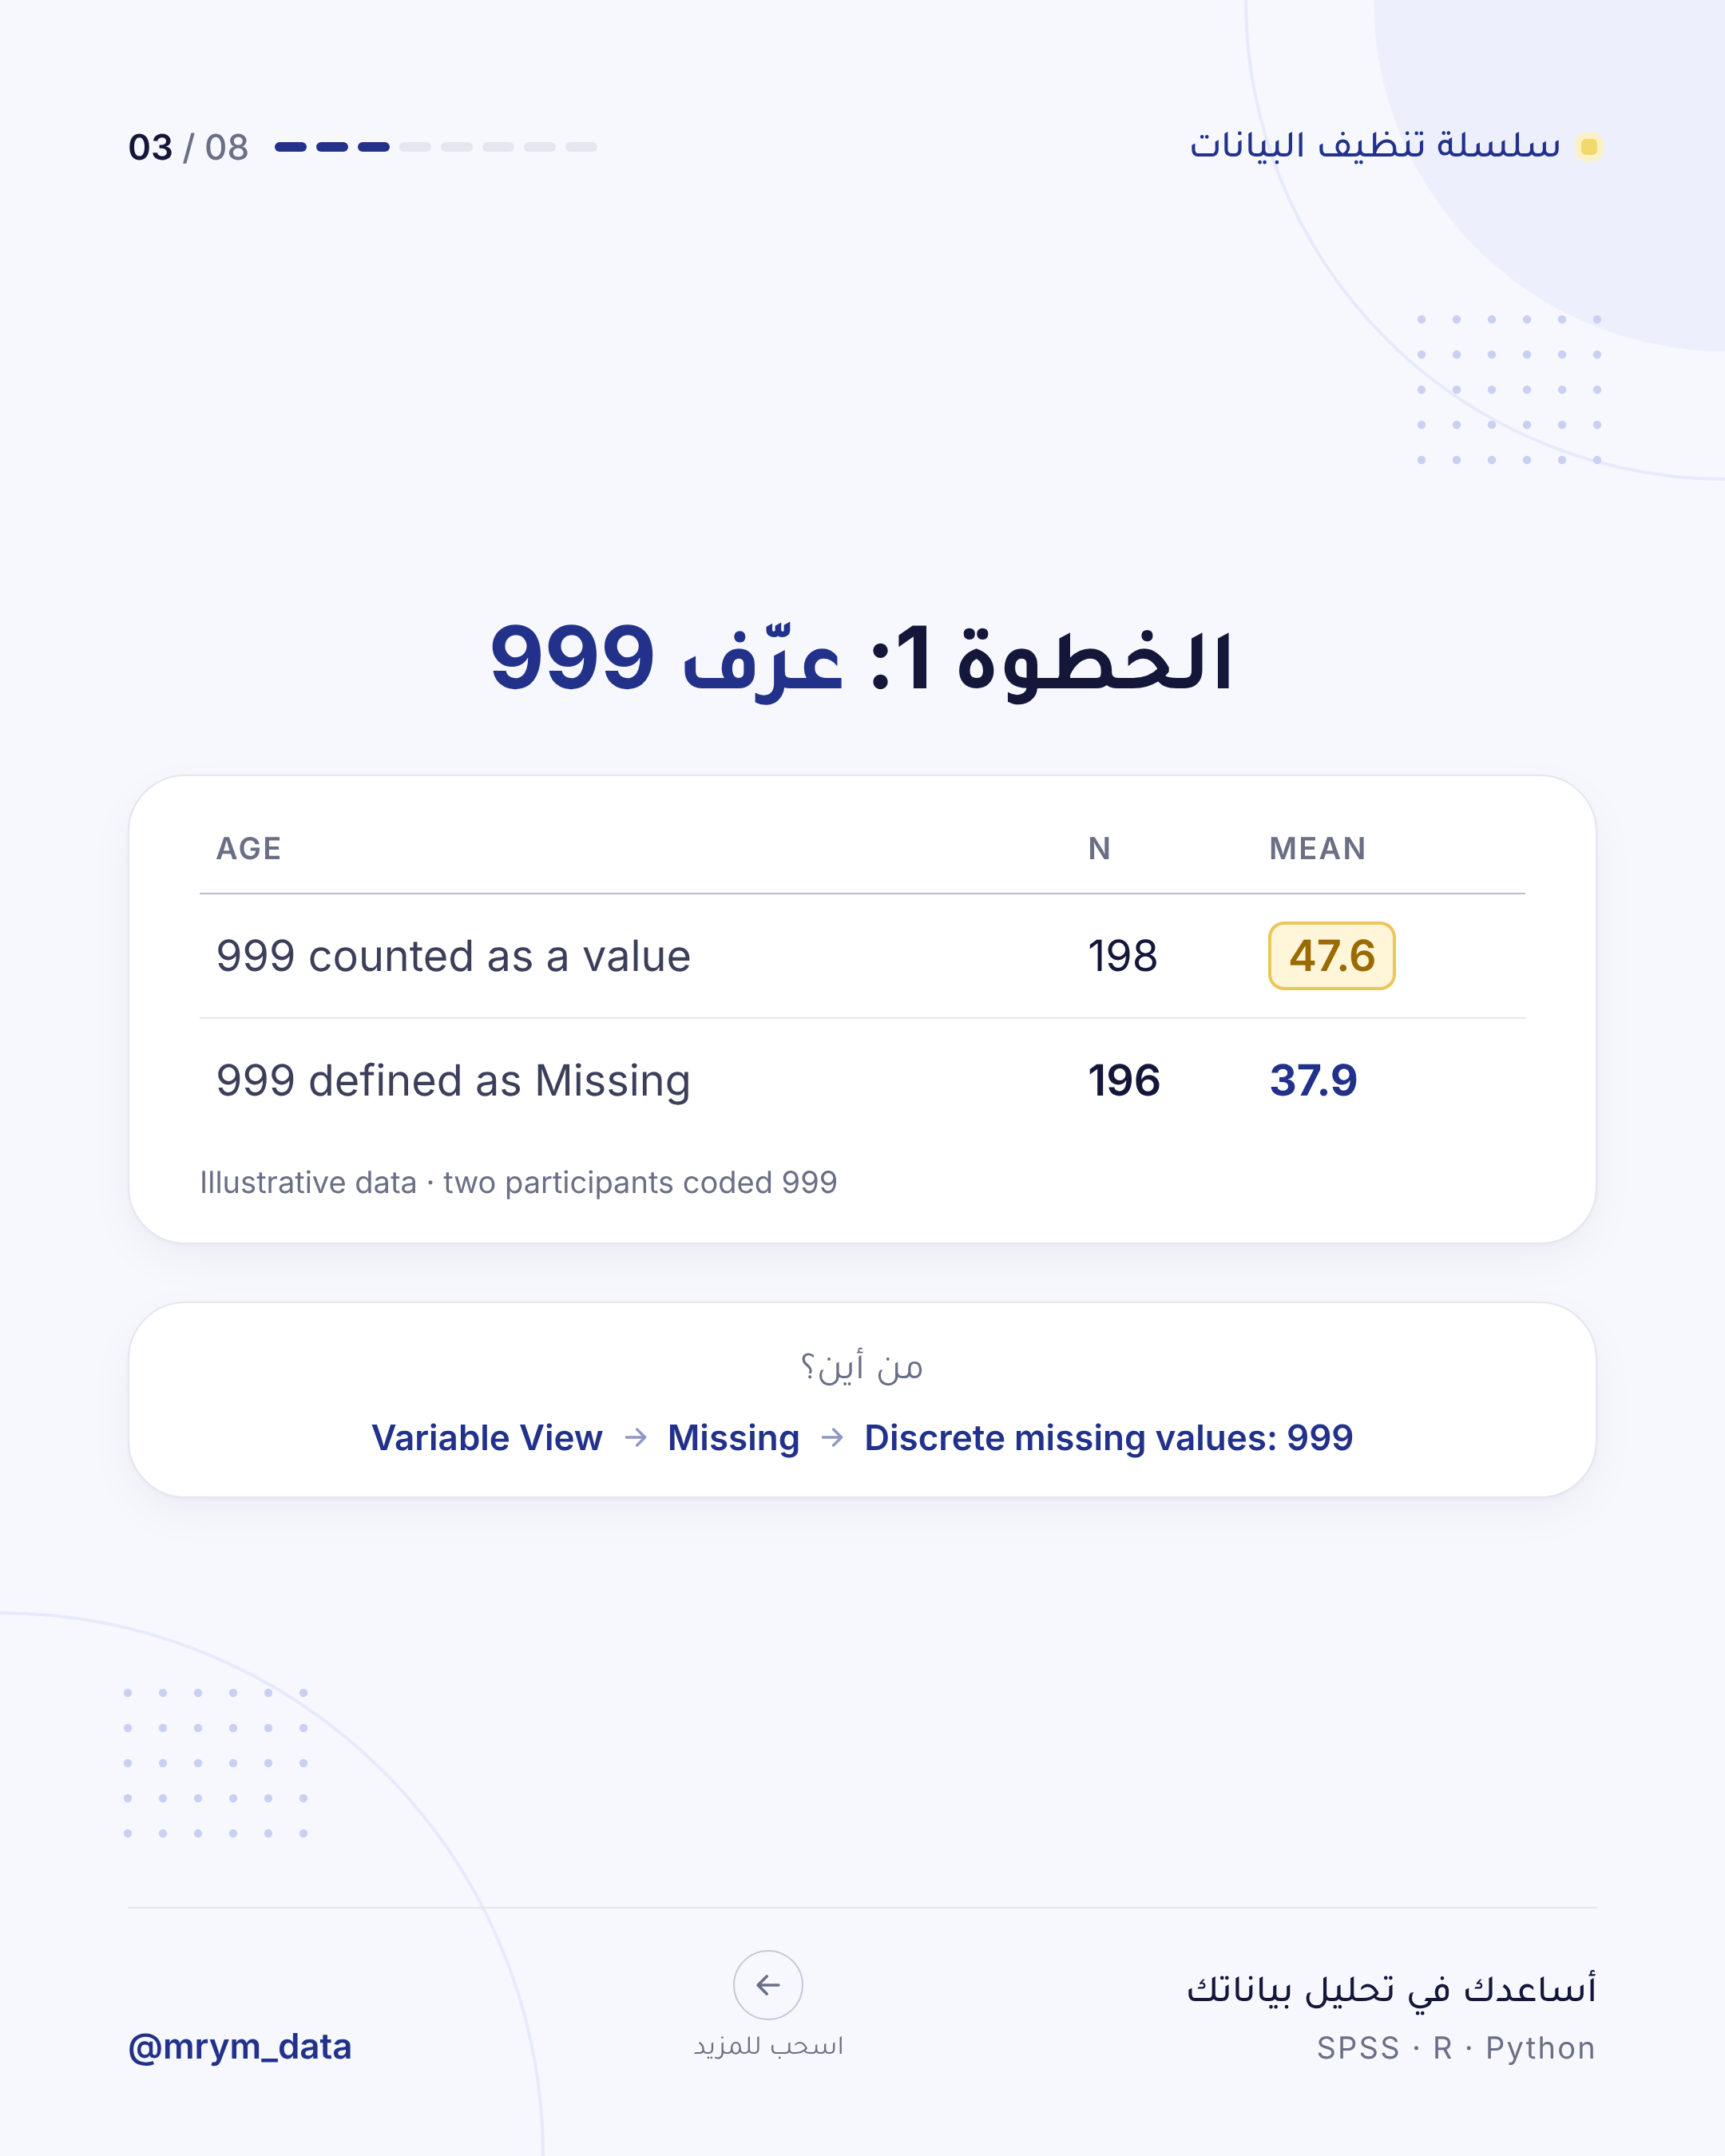 سلسلة تنظيف البيانات
03 / 08
الخطوة 1: عرّف 999
AGE N MEAN
999 counted as a value 198 47.6
999 defined as Missing 196 37.9
Illustrative data · two participants coded 999
من أين؟
Variable View → Missing → Discrete missing values: 999
أساعدك في تحليل بياناتك
SPSS · R · Python
اسحب للمزيد
@mrym_data